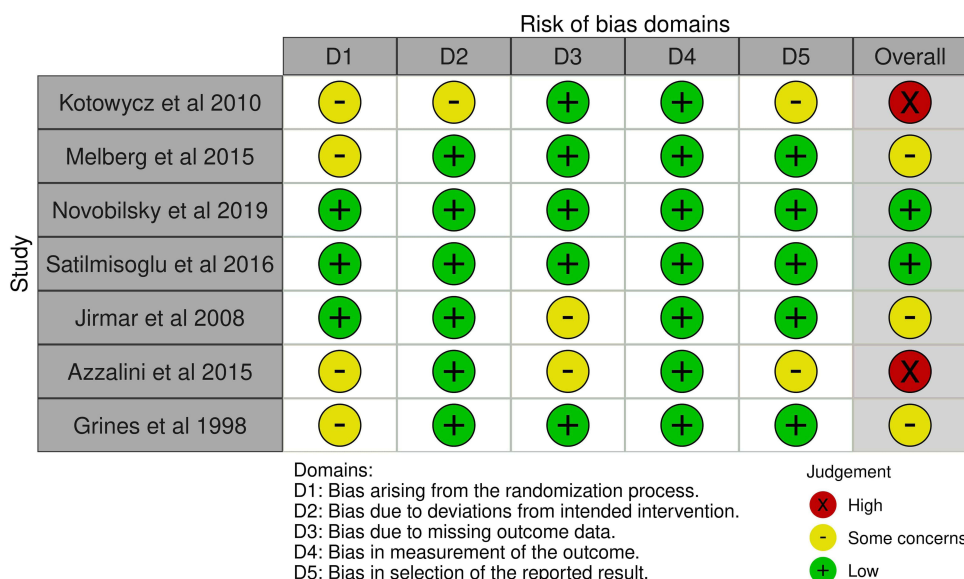 Risk of bias domains
D1 D2 D3 D4 D5 Overall
Study
Kotowycz et al 2010 - - + + - X
Melberg et al 2015 - + + + + -
Novobilsky et al 2019 + + + + + +
Satilmisoglu et al 2016 + + + + + +
Jirmar et al 2008 + + - + + -
Azzalini et al 2015 - + - + - X
Grines et al 1998 - + + + + -
Domains:
D1: Bias arising from the randomization process.
D2: Bias due to deviations from intended intervention.
D3: Bias due to missing outcome data.
D4: Bias in measurement of the outcome.
D5: Bias in selection of the reported result.
Judgement
X High
- Some concerns
+ Low